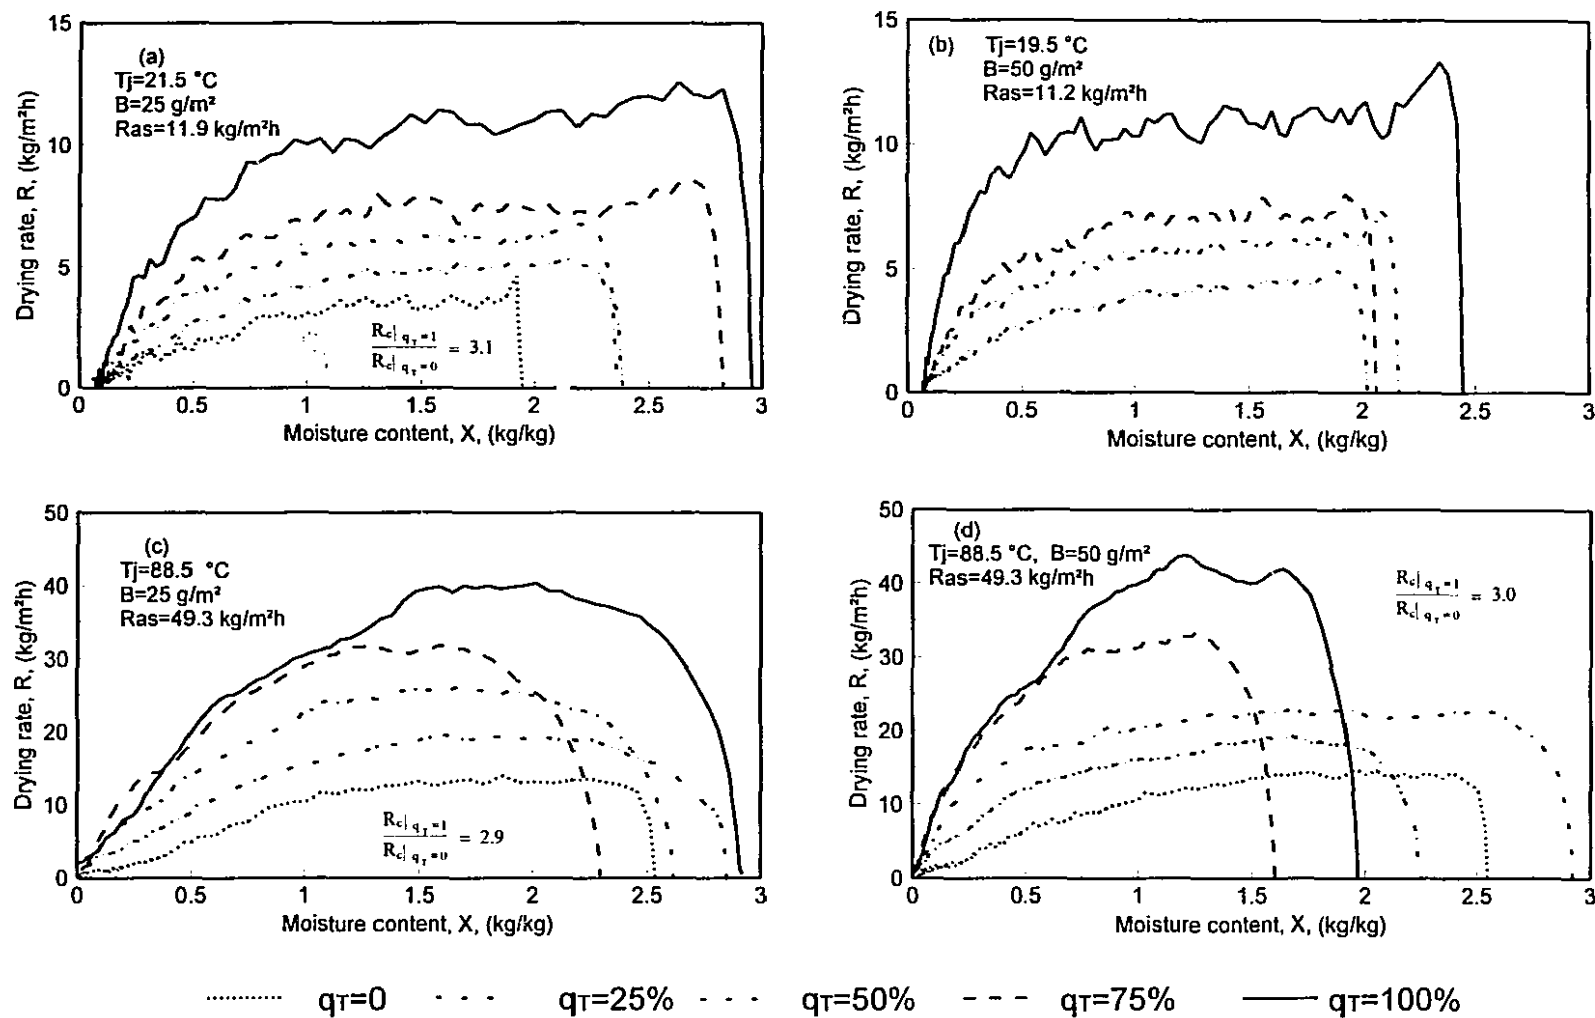 (a)
Tj=21.5 °C
B=25 g/m²
Ras=11.9 kg/m²h
Rc|qT=1 / Rc|qT=0 = 3.1
Drying rate, R, (kg/m²h)
15
10
5
0
0 0.5 1 1.5 2 2.5 3
Moisture content, X, (kg/kg)
(b) Tj=19.5 °C
B=50 g/m²
Ras=11.2 kg/m²h
Drying rate, R, (kg/m²h)
15
10
5
0
0 0.5 1 1.5 2 2.5 3
Moisture content, X, (kg/kg)
(c)
Tj=88.5 °C
B=25 g/m²
Ras=49.3 kg/m²h
Rc|qT=1 / Rc|qT=0 = 2.9
Drying rate, R, (kg/m²h)
50
40
30
20
10
0
0 0.5 1 1.5 2 2.5 3
Moisture content, X, (kg/kg)
(d)
Tj=88.5 °C, B=50 g/m²
Ras=49.3 kg/m²h
Rc|qT=1 / Rc|qT=0 = 3.0
Drying rate, R, (kg/m²h)
50
40
30
20
10
0
0 0.5 1 1.5 2 2.5 3
Moisture content, X, (kg/kg)
qT=0 qT=25% qT=50% qT=75% qT=100%